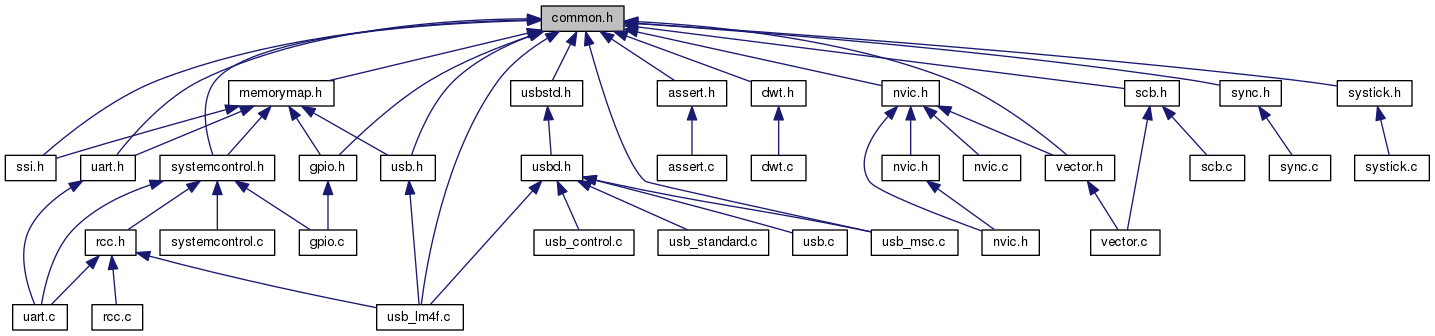 common.h
memorymap.h
usbstd.h
assert.h
dwt.h
nvic.h
scb.h
sync.h
systick.h
ssi.h
uart.h
systemcontrol.h
gpio.h
usb.h
usbd.h
assert.c
dwt.c
nvic.h
nvic.c
vector.h
scb.c
sync.c
systick.c
rcc.h
systemcontrol.c
gpio.c
usb_control.c
usb_standard.c
usb.c
usb_msc.c
nvic.h
vector.c
uart.c
rcc.c
usb_lm4f.c